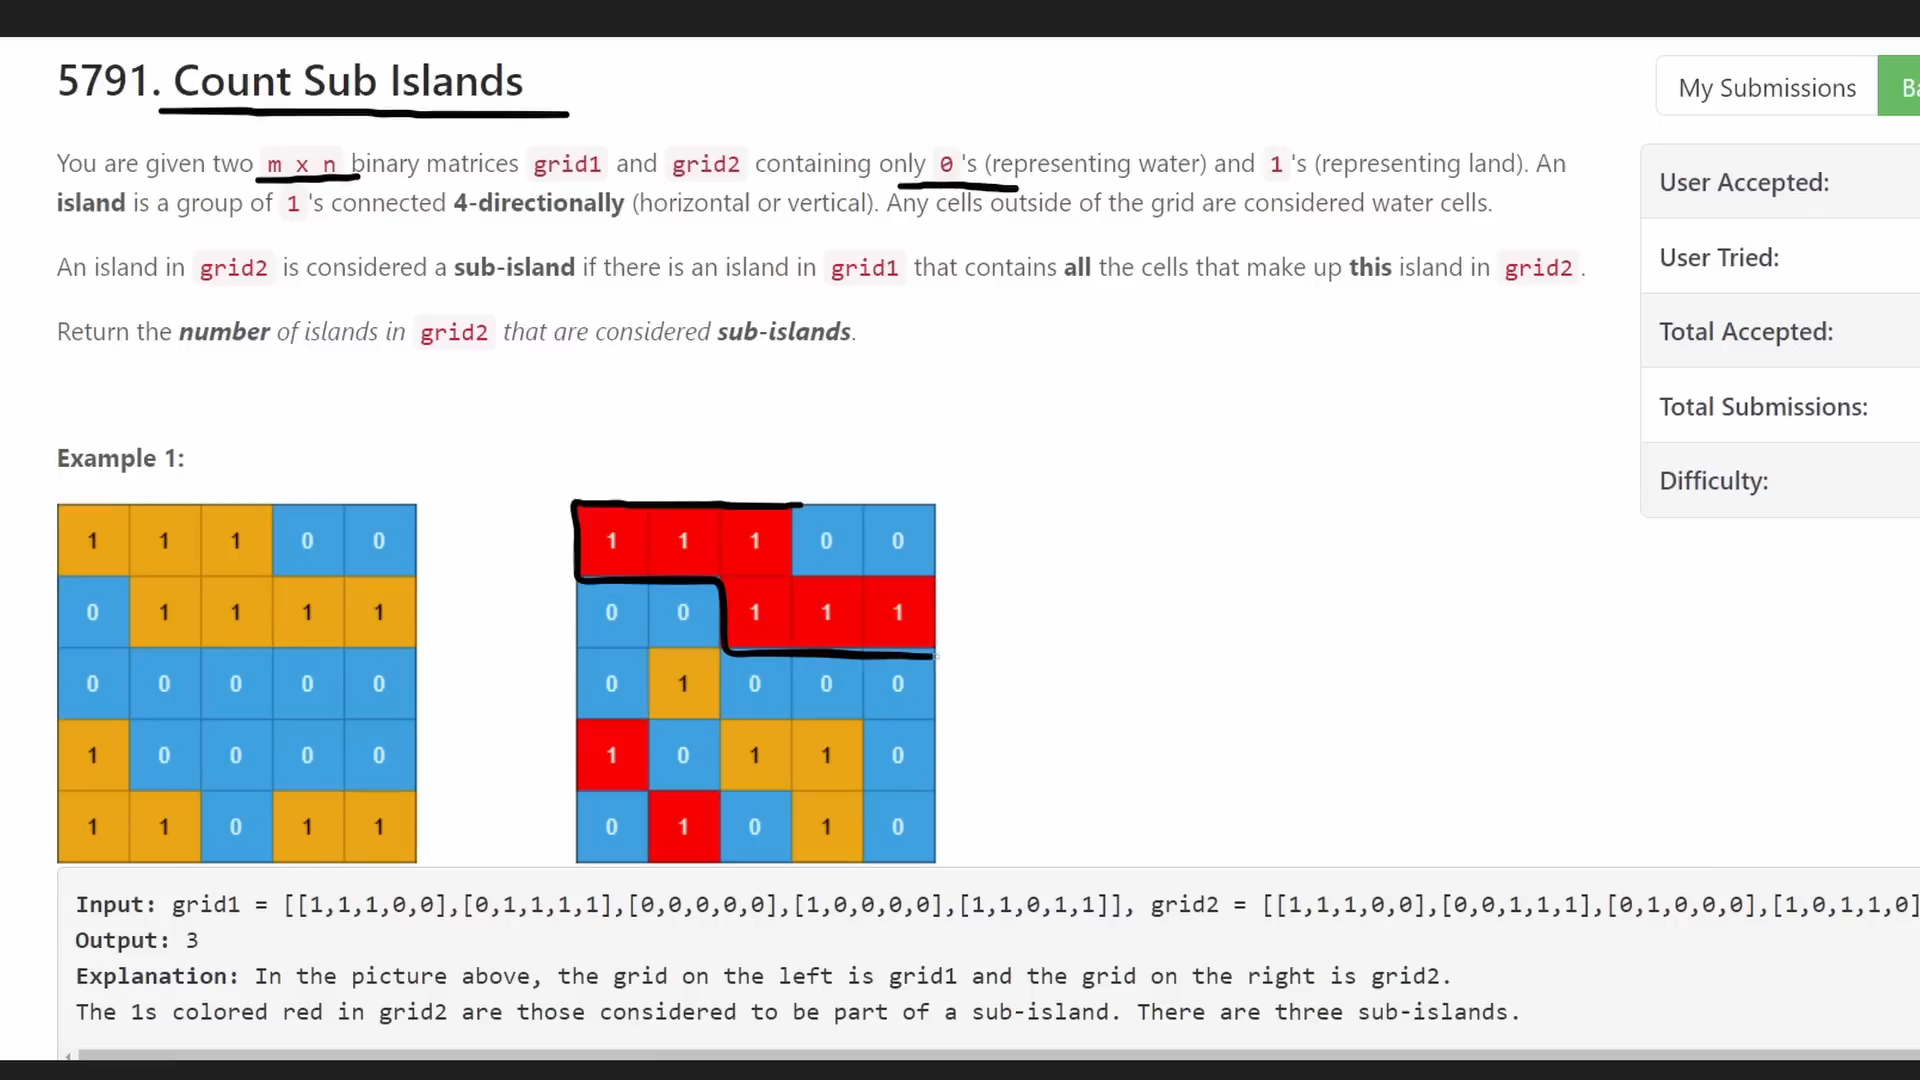 5791. Count Sub Islands
My Submissions
You are given two m x n binary matrices grid1 and grid2 containing only 0 's (representing water) and 1 's (representing land). An
island is a group of 1 's connected 4-directionally (horizontal or vertical). Any cells outside of the grid are considered water cells.
An island in grid2 is considered a sub-island if there is an island in grid1 that contains all the cells that make up this island in grid2 .
Return the number of islands in grid2 that are considered sub-islands.
User Accepted:
User Tried:
Total Accepted:
Total Submissions:
Difficulty:
Example 1:
1 1 1 0 0
0 1 1 1 1
0 0 0 0 0
1 0 0 0 0
1 1 0 1 1
1 1 1 0 0
0 0 1 1 1
0 1 0 0 0
1 0 1 1 0
0 1 0 1 0
Input: grid1 = [[1,1,1,0,0],[0,1,1,1,1],[0,0,0,0,0],[1,0,0,0,0],[1,1,0,1,1]], grid2 = [[1,1,1,0,0],[0,0,1,1,1],[0,1,0,0,0],[1,0,1,1,0]
Output: 3
Explanation: In the picture above, the grid on the left is grid1 and the grid on the right is grid2.
The 1s colored red in grid2 are those considered to be part of a sub-island. There are three sub-islands.